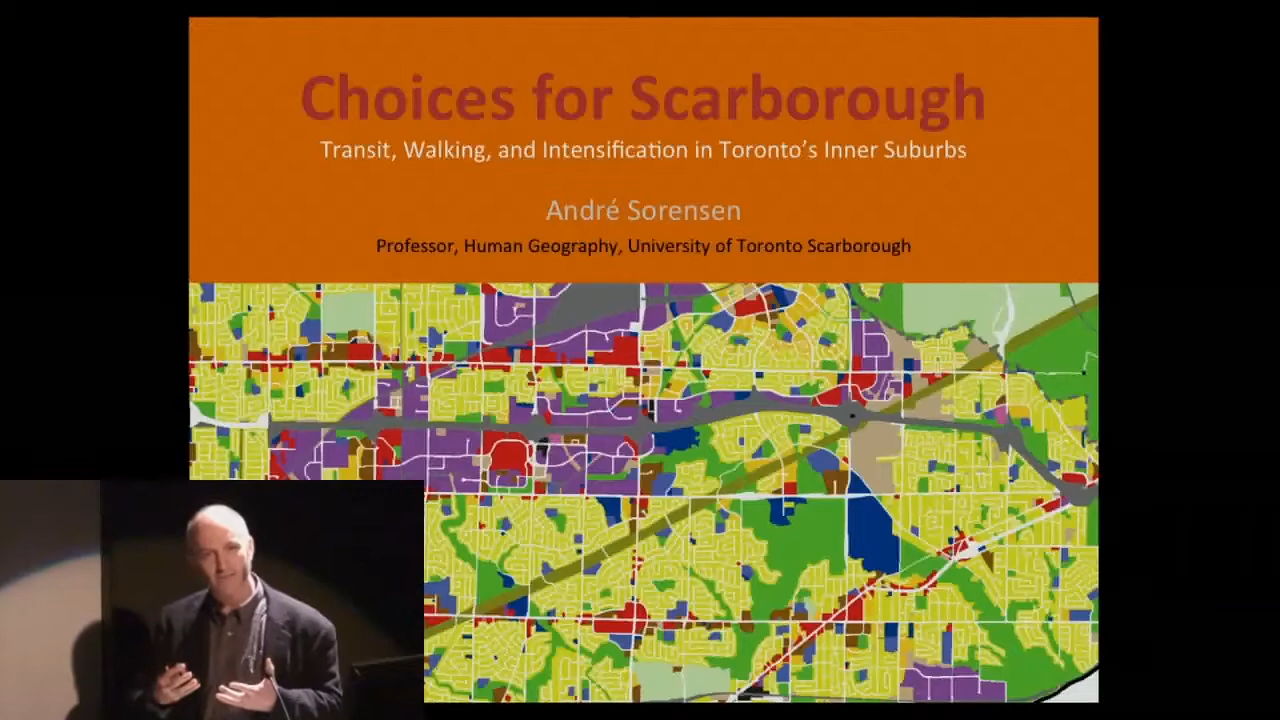 Choices for Scarborough
Transit, Walking, and Intensification in Toronto's Inner Suburbs
André Sorensen
Professor, Human Geography, University of Toronto Scarborough